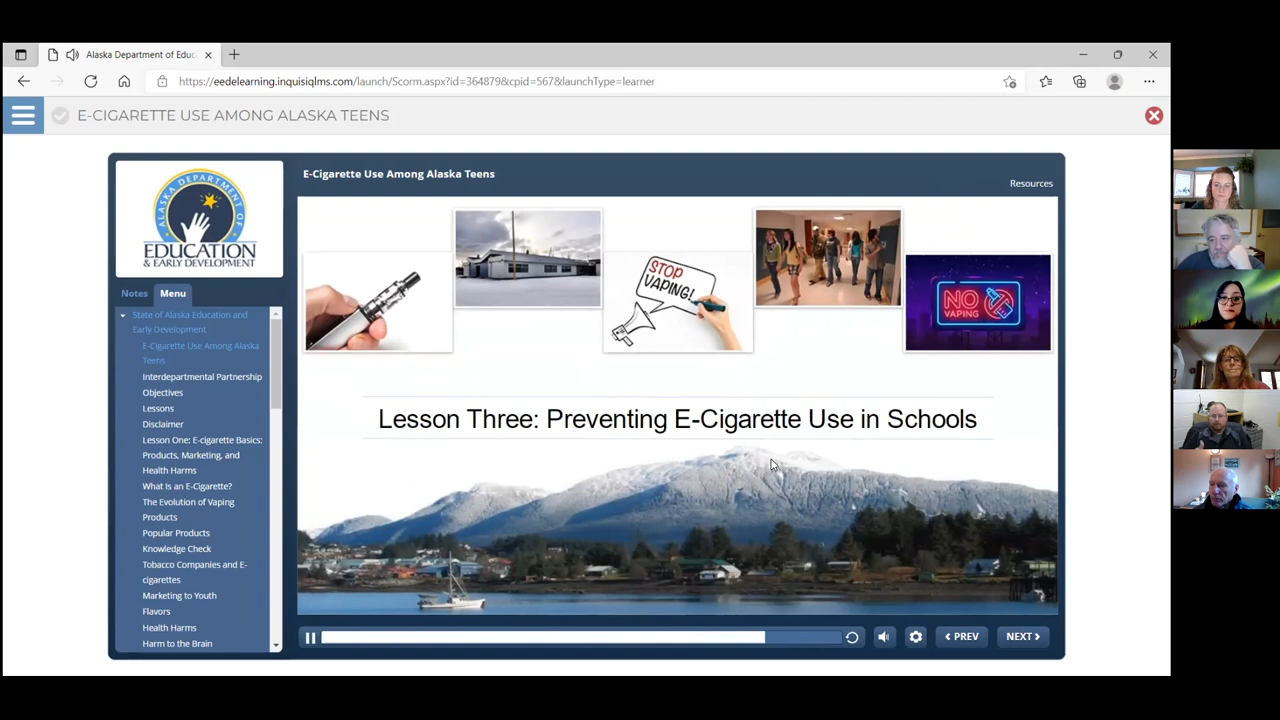 Alaska Department of Educ
https://eedelearning.inquisiqlms.com/launch/Scorm.aspx?id=364879&cpid=567&launchType=learner
E-CIGARETTE USE AMONG ALASKA TEENS
E-Cigarette Use Among Alaska Teens
Resources
ALASKA DEPARTMENT OF
EDUCATION
& EARLY DEVELOPMENT
STOP
VAPING!
NO
VAPING
Notes
Menu
State of Alaska Education and
Early Development
E-Cigarette Use Among Alaska
Teens
Interdepartmental Partnership
Objectives
Lessons
Disclaimer
Lesson One: E-cigarette Basics:
Products, Marketing, and
Health Harms
What Is an E-Cigarette?
The Evolution of Vaping
Products
Popular Products
Knowledge Check
Tobacco Companies and E-
cigarettes
Marketing to Youth
Flavors
Health Harms
Harm to the Brain
Lesson Three: Preventing E-Cigarette Use in Schools
PREV
NEXT